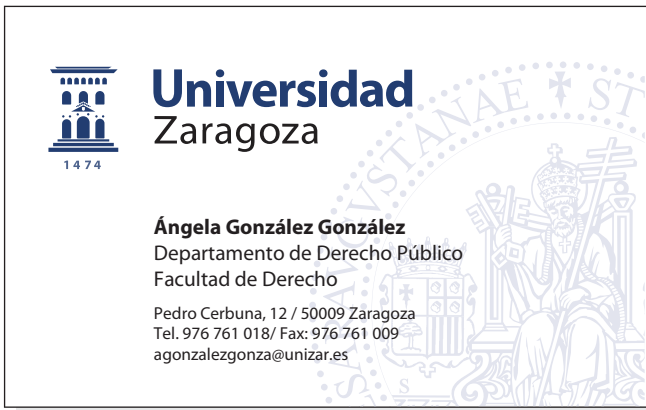 Universidad
Zaragoza
1474
Ángela González González
Departamento de Derecho Público
Facultad de Derecho
Pedro Cerbuna, 12 / 50009 Zaragoza
Tel. 976 761 018/ Fax: 976 761 009
agonzalezgonza@unizar.es